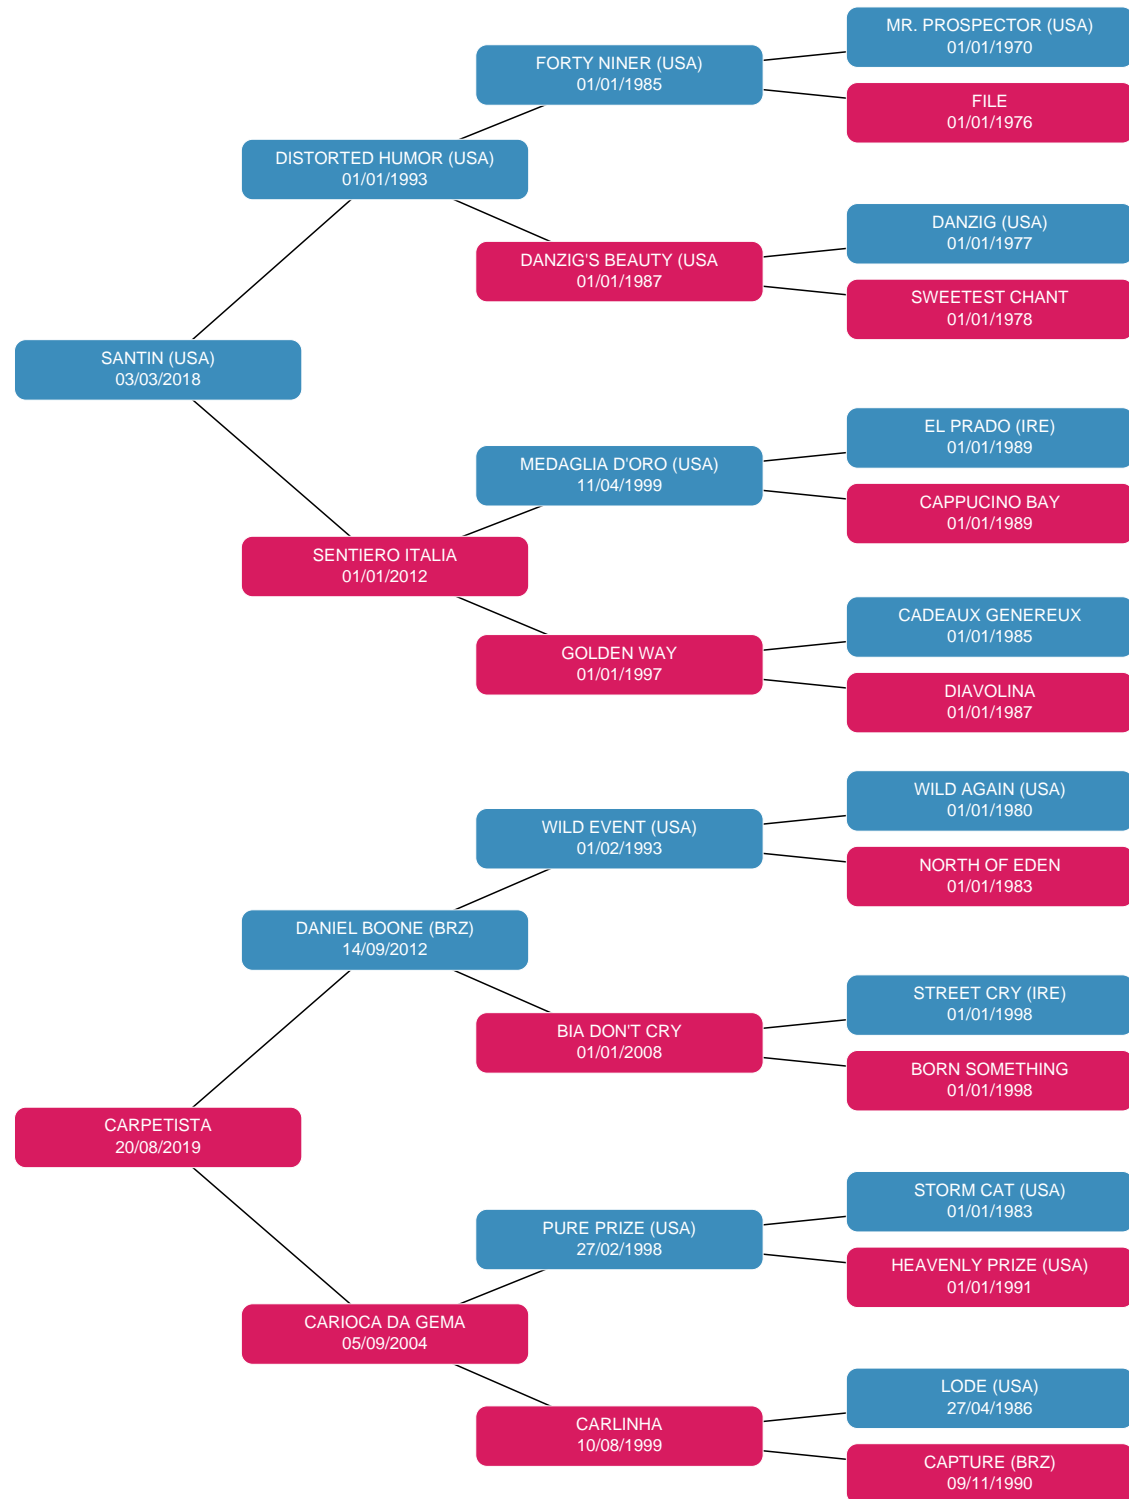 MR. PROSPECTOR (USA)
01/01/1970
FORTY NINER (USA)
01/01/1985
FILE
01/01/1976
DISTORTED HUMOR (USA)
01/01/1993
DANZIG (USA)
01/01/1977
DANZIG'S BEAUTY (USA
01/01/1987
SWEETEST CHANT
01/01/1978
SANTIN (USA)
03/03/2018
EL PRADO (IRE)
01/01/1989
MEDAGLIA D'ORO (USA)
11/04/1999
CAPPUCINO BAY
01/01/1989
SENTIERO ITALIA
01/01/2012
CADEAUX GENEREUX
01/01/1985
GOLDEN WAY
01/01/1997
DIAVOLINA
01/01/1987
WILD AGAIN (USA)
01/01/1980
WILD EVENT (USA)
01/02/1993
NORTH OF EDEN
01/01/1983
DANIEL BOONE (BRZ)
14/09/2012
STREET CRY (IRE)
01/01/1998
BIA DON'T CRY
01/01/2008
BORN SOMETHING
01/01/1998
CARPETISTA
20/08/2019
STORM CAT (USA)
01/01/1983
PURE PRIZE (USA)
27/02/1998
HEAVENLY PRIZE (USA)
01/01/1991
CARIOCA DA GEMA
05/09/2004
LODE (USA)
27/04/1986
CARLINHA
10/08/1999
CAPTURE (BRZ)
09/11/1990